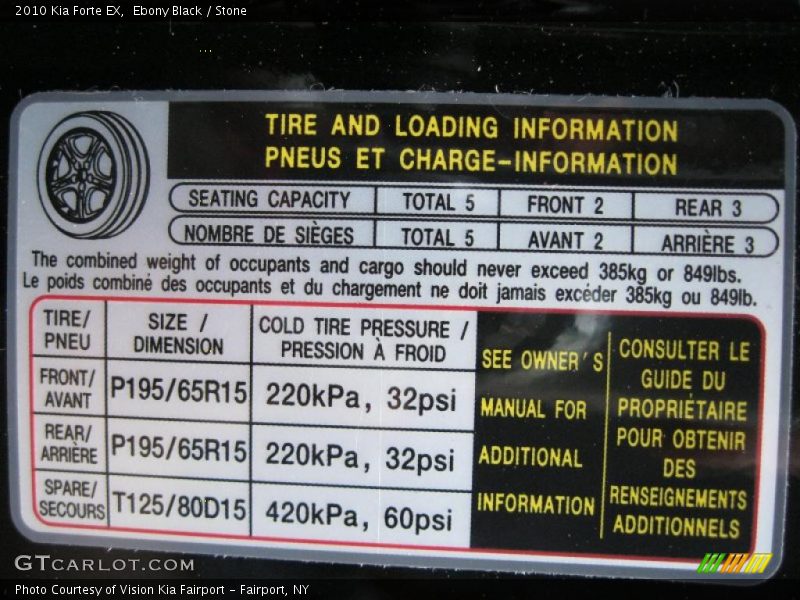 2010 Kia Forte EX,  Ebony Black / Stone
TIRE AND LOADING INFORMATION
PNEUS ET CHARGE-INFORMATION
SEATING CAPACITY TOTAL 5 FRONT 2 REAR 3
NOMBRE DE SIÈGES TOTAL 5 AVANT 2 ARRIÈRE 3
The combined weight of occupants and cargo should never exceed 385kg or 849lbs.
Le poids combiné des occupants et du chargement ne doit jamais excéder 385kg ou 849lb.
TIRE/
PNEU
SIZE /
DIMENSION
COLD TIRE PRESSURE /
PRESSION À FROID
FRONT/
AVANT
P195/65R15
220kPa, 32psi
REAR/
ARRIÈRE
P195/65R15
220kPa, 32psi
SPARE/
SECOURS
T125/80D15
420kPa, 60psi
SEE OWNER'S
MANUAL FOR
ADDITIONAL
INFORMATION
CONSULTER LE
GUIDE DU
PROPRIÉTAIRE
POUR OBTENIR
DES
RENSEIGNEMENTS
ADDITIONNELS
GTCARLOT.COM
Photo Courtesy of Vision Kia Fairport – Fairport, NY